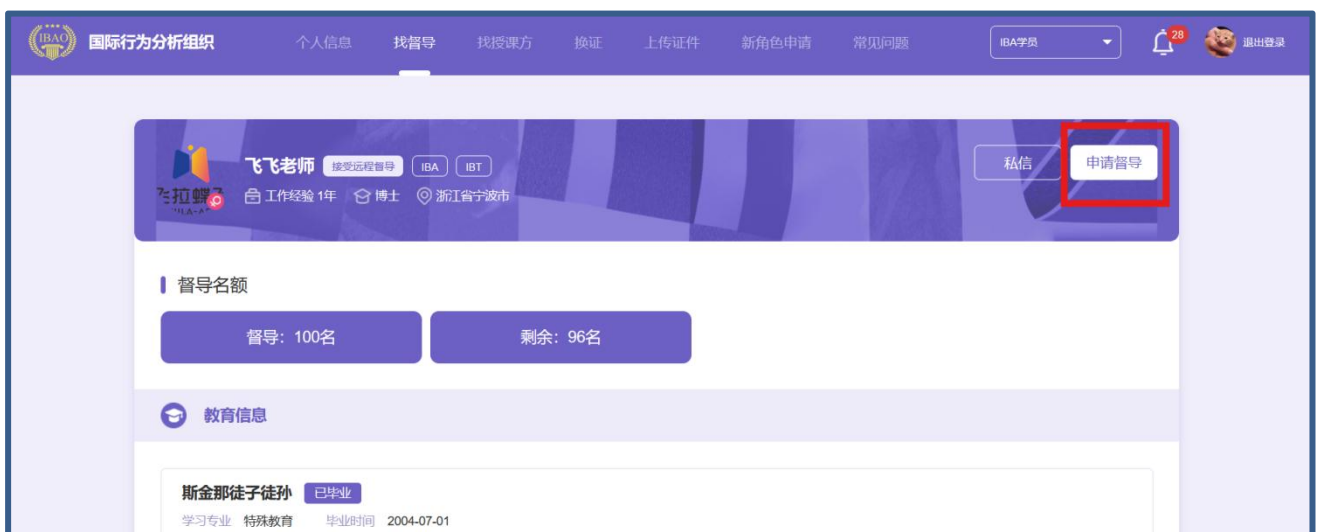 IBAO 国际行为分析组织 个人信息 找督导 找授课方 换证 上传证件 新角色申请 常见问题 IBA学员 28 退出登录
飞飞老师 接受远程督导 IBA IBT 私信 申请督导
拉蝶
工作经验 1年 博士 浙江省宁波市
督导名额
督导：100名 剩余：96名
教育信息
斯金那徒子徒孙 已毕业
学习专业 特殊教育 毕业时间 2004-07-01